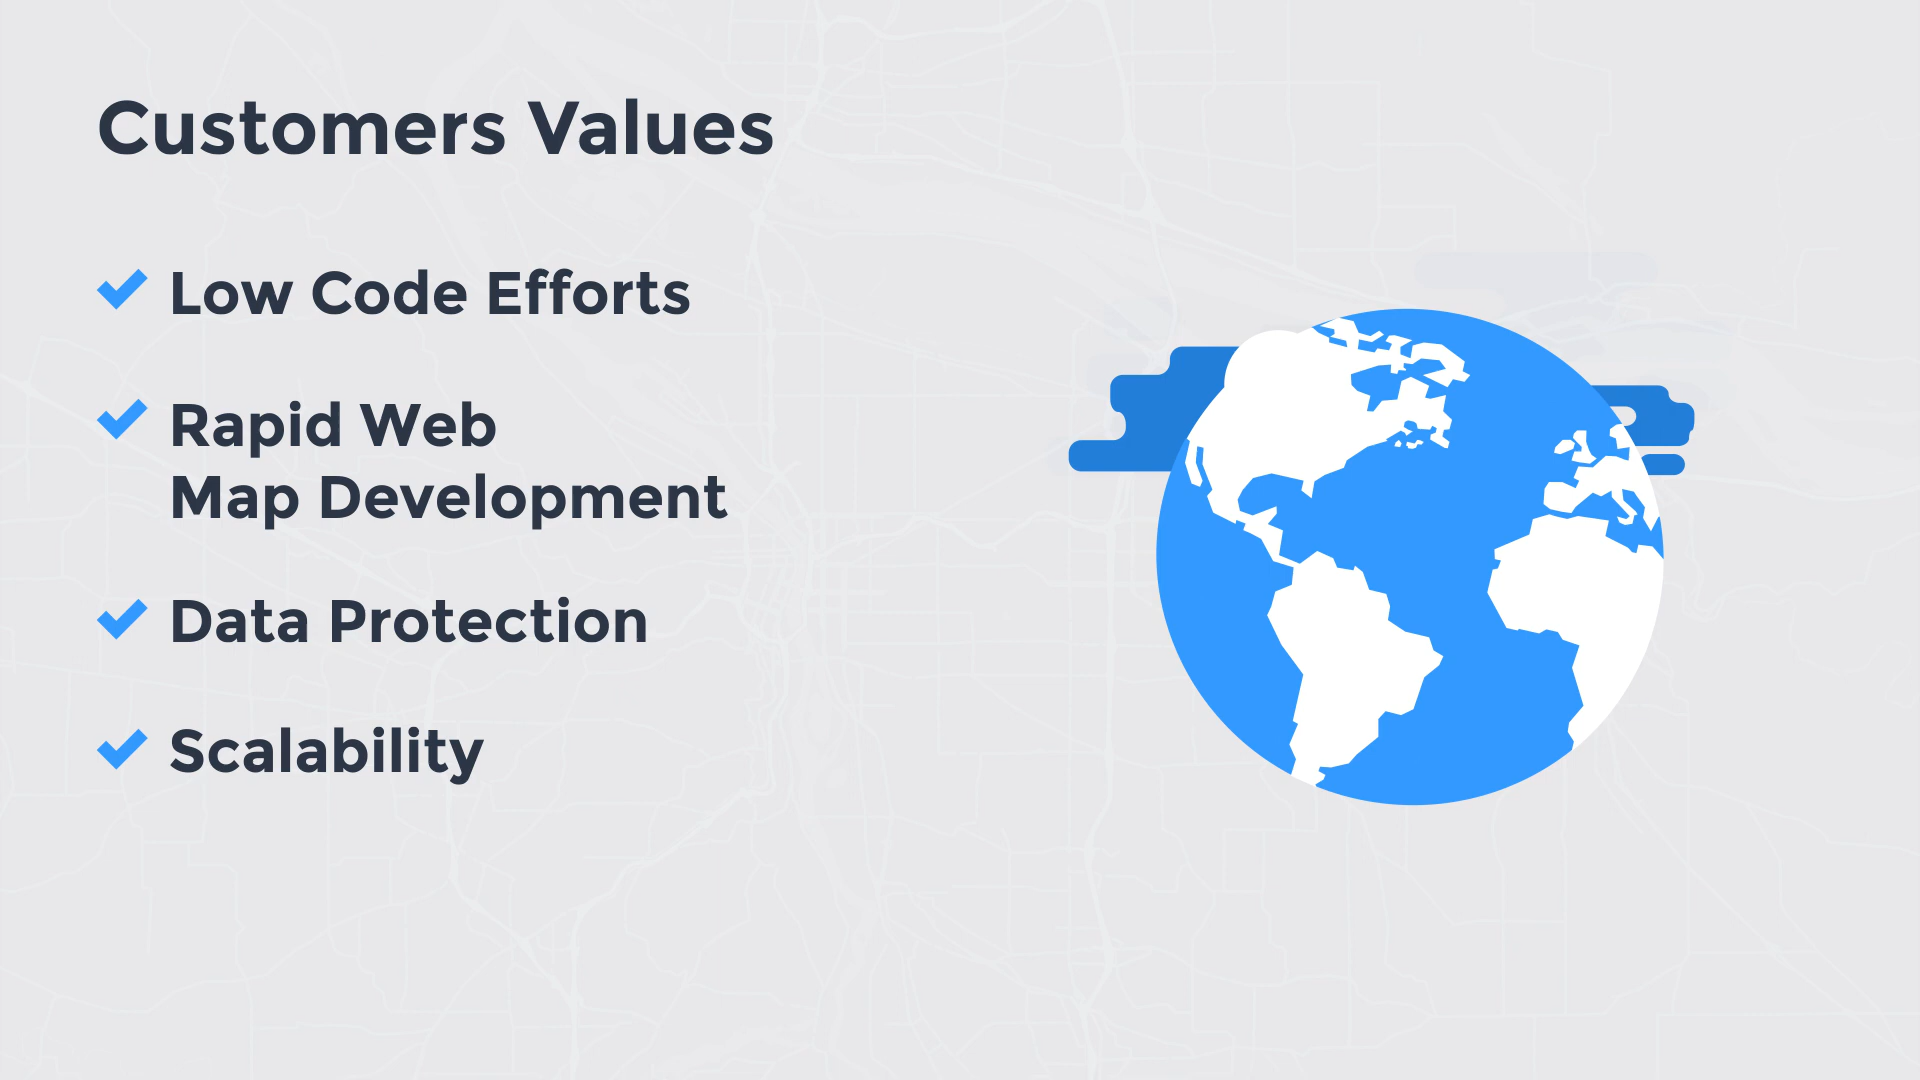 Customers Values
Low Code Efforts
Rapid Web
Map Development
Data Protection
Scalability